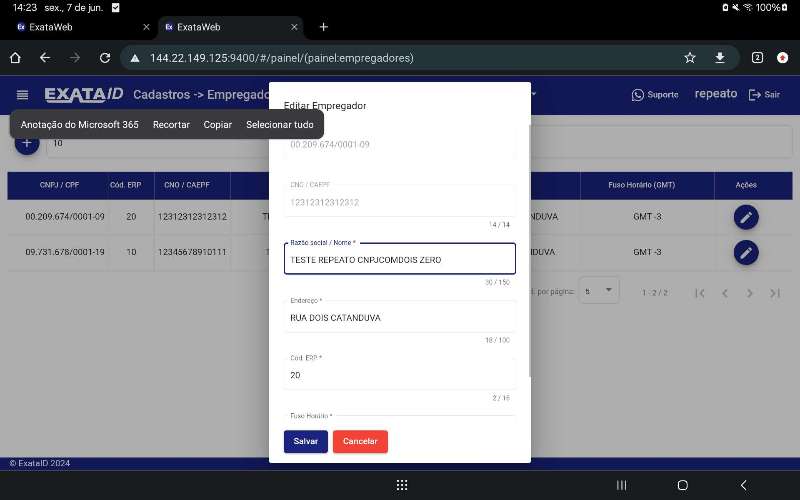 14:23 sex., 7 de jun.
100%
ExataWeb
ExataWeb
144.22.149.125:9400/#/painel/(painel:empregadores)
2
EXATA/D Cadastros -> Empregado
Suporte
repeato
Sair
Editar Empregador
Anotação do Microsoft 365 Recortar Copiar Selecionar tudo
10
00.209.674/0001-09
CNPJ / CPF Cód. ERP CNO / CAEPF Fuso Horário (GMT) Ações
CNO / CAEPF
12312312312312
14 / 14
00.209.674/0001-09 20 12312312312312 NDUVA GMT -3
Razão social / Nome *
TESTE REPEATO CNPJCOMDOIS ZERO
30 / 150
09.731.678/0001-19 10 12345678910111 NDUVA GMT -3
por página: 5 1 - 2 / 2
Endereço *
RUA DOIS CATANDUVA
18 / 100
Cód. ERP *
20
2 / 16
Fuso Horário *
Salvar Cancelar
© ExataID 2024